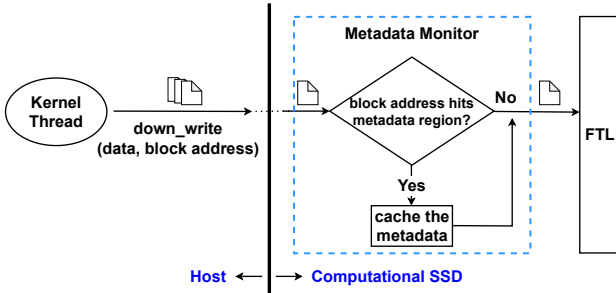 Metadata Monitor
Kernel
Thread
down_write
(data, block address)
block address hits
metadata region?
No
Yes
cache the
metadata
FTL
Host
Computational SSD